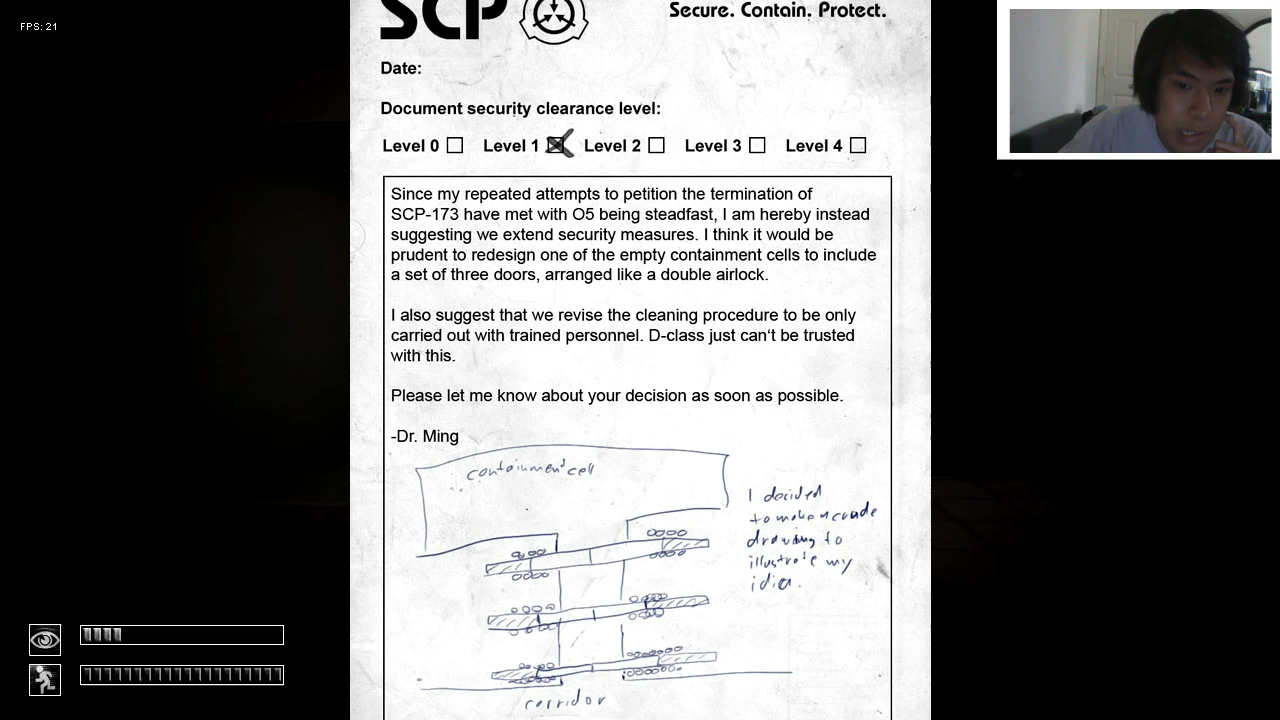 FPS: 21
SCP
Secure. Contain. Protect.
Date:
Document security clearance level:
Level 0 Level 1 Level 2 Level 3 Level 4
Since my repeated attempts to petition the termination of
SCP-173 have met with O5 being steadfast, I am hereby instead
suggesting we extend security measures. I think it would be
prudent to redesign one of the empty containment cells to include
a set of three doors, arranged like a double airlock.
I also suggest that we revise the cleaning procedure to be only
carried out with trained personnel. D-class just can't be trusted
with this.
Please let me know about your decision as soon as possible.
-Dr. Ming
containment cell
I decided
to make a crude
drawing to
illustrate my
idia.
corridor